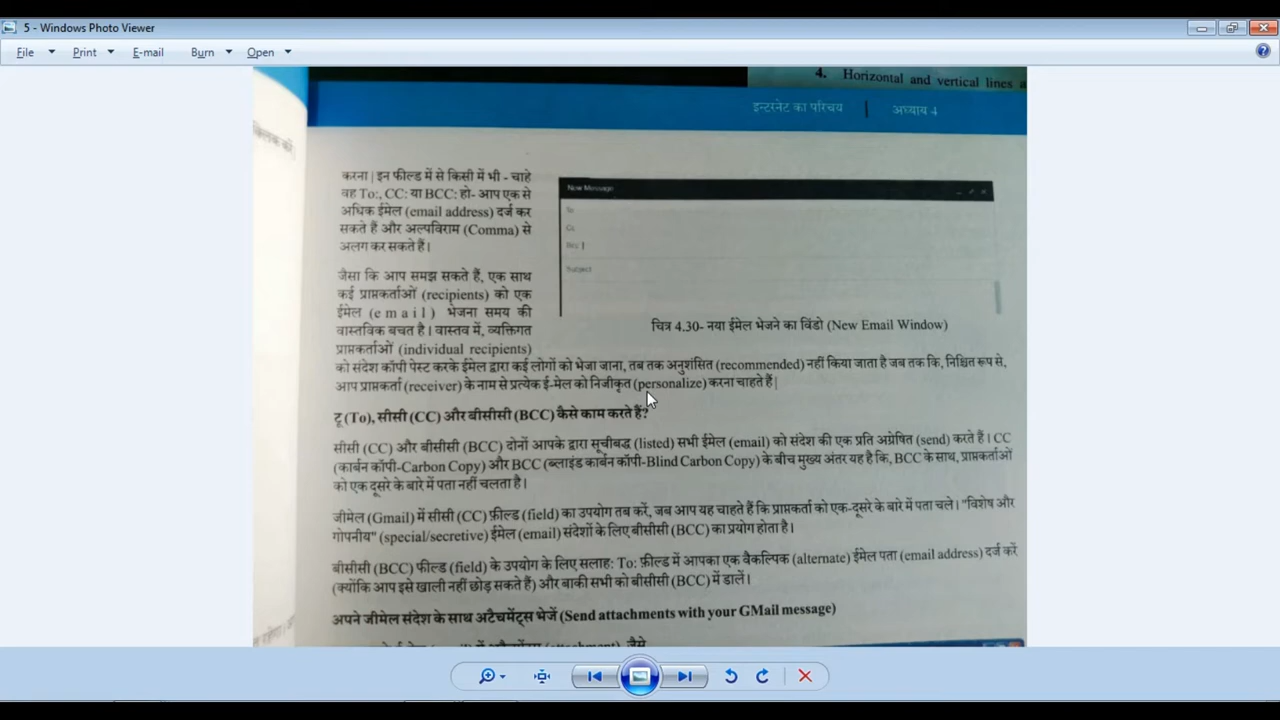 5 - Windows Photo Viewer
File Print E-mail Burn Open
4. Horizontal and vertical lines a
इन्टरनेट का परिचय | अध्याय 4
क्लिक करें
करना | इन फील्ड में से किसी में भी - चाहे
वह To:, CC: या BCC: हो- आप एक से
अधिक ईमेल (email address) दर्ज कर
सकते हैं और अल्पविराम (Comma) से
अलग कर सकते हैं।
New Message
To
Cc
Bcc
Subject
चित्र 4.30- नया ईमेल भेजने का विंडो (New Email Window)
जैसा कि आप समझ सकते हैं, एक साथ
कई प्राप्तकर्ताओं (recipients) को एक
ईमेल (email) भेजना समय की
वास्तविक बचत है। वास्तव में, व्यक्तिगत
प्राप्तकर्ताओं (individual recipients)
को संदेश कॉपी पेस्ट करके ईमेल द्वारा कई लोगों को भेजा जाना, तब तक अनुशंसित (recommended) नहीं किया जाता है जब तक कि, निश्चित रूप से,
आप प्राप्तकर्ता (receiver) के नाम से प्रत्येक ई-मेल को निजीकृत (personalize) करना चाहते हैं|
टू (To), सीसी (CC) और बीसीसी (BCC) कैसे काम करते हैं?
सीसी (CC) और बीसीसी (BCC) दोनों आपके द्वारा सूचीबद्ध (listed) सभी ईमेल (email) को संदेश की एक प्रति अग्रेषित (send) करते हैं। CC
(कार्बन कॉपी-Carbon Copy) और BCC (ब्लाइंड कार्बन कॉपी-Blind Carbon Copy) के बीच मुख्य अंतर यह है कि, BCC के साथ, प्राप्तकर्ताओं
को एक दूसरे के बारे में पता नहीं चलता है।
जीमेल (Gmail) में सीसी (CC) फ़ील्ड (field) का उपयोग तब करें, जब आप यह चाहते हैं कि प्राप्तकर्ता को एक-दूसरे के बारे में पता चले। "विशेष और
गोपनीय" (special/secretive) ईमेल (email) संदेशों के लिए बीसीसी (BCC) का प्रयोग होता है।
बीसीसी (BCC) फील्ड (field) के उपयोग के लिए सलाह: To: फ़ील्ड में आपका एक वैकल्पिक (alternate) ईमेल पता (email address) दर्ज करें
(क्योंकि आप इसे खाली नहीं छोड़ सकते हैं) और बाकी सभी को बीसीसी (BCC) में डालें।
अपने जीमेल संदेश के साथ अटैचमेंट्स भेजें (Send attachments with your GMail message)